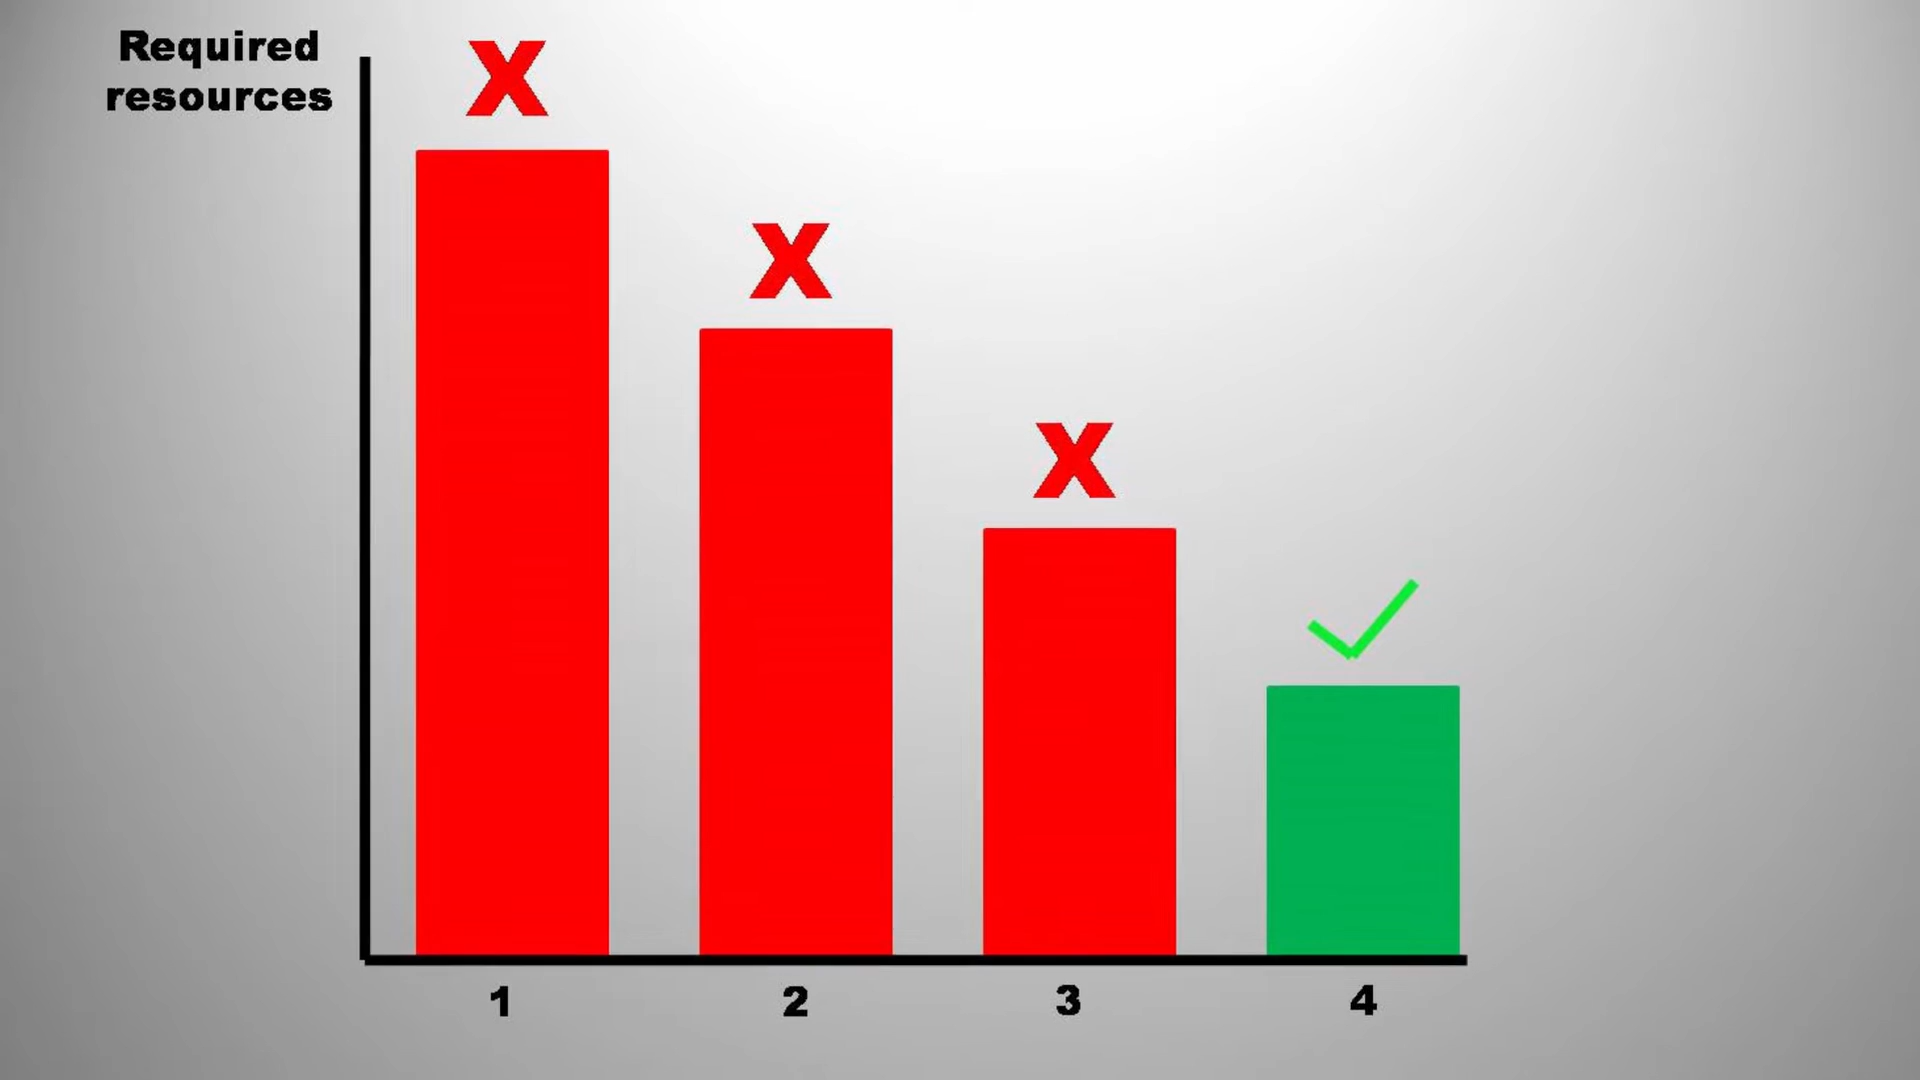 Required
resources
X
X
X
1 2 3 4